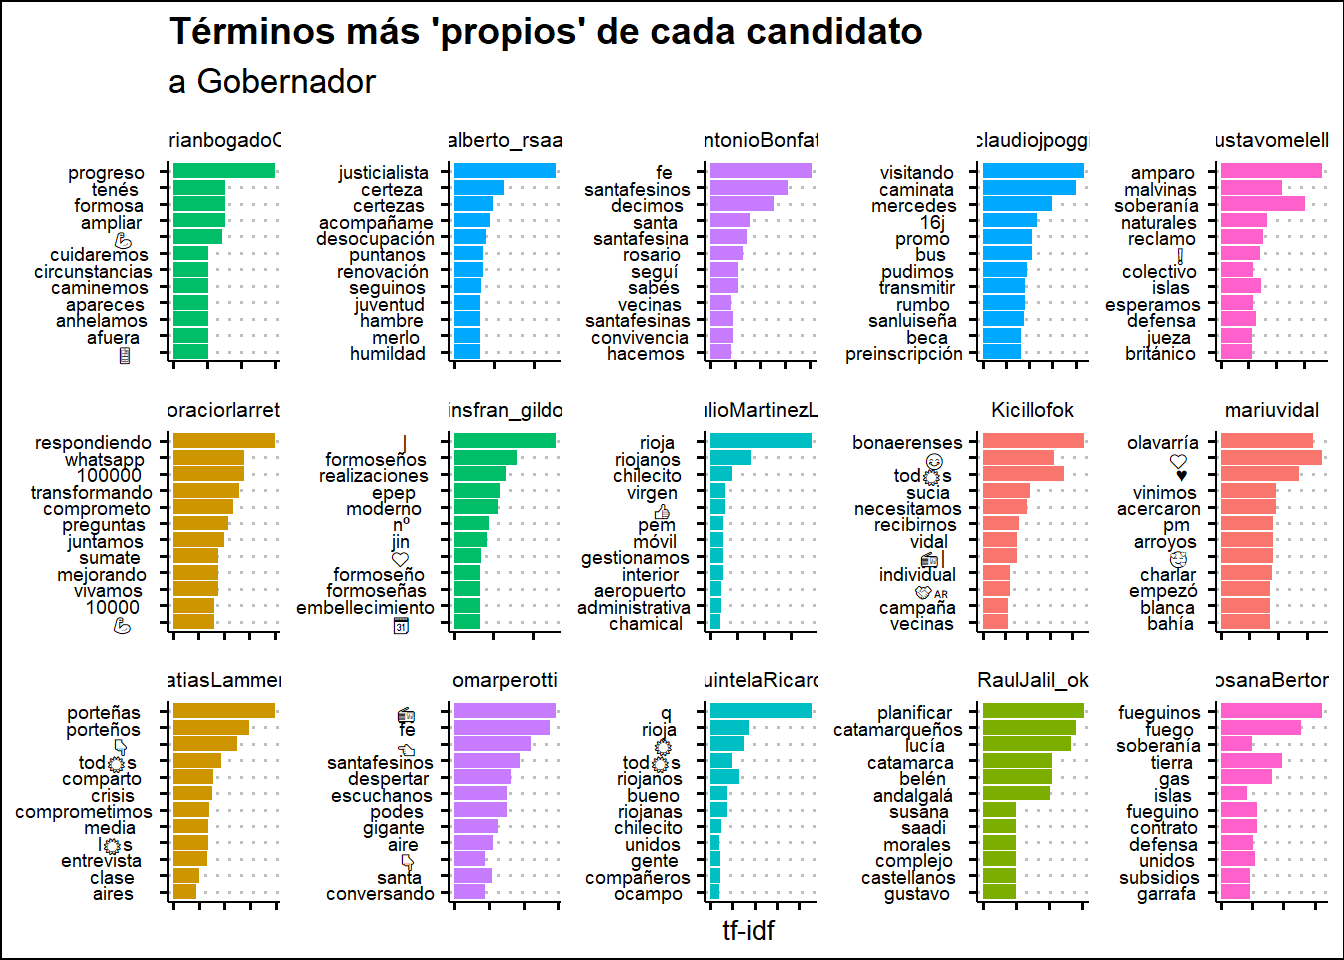 Términos más 'propios' de cada candidato
a Gobernador
rianbogadoO
progreso
tenés
formosa
ampliar
💪
cuidaremos
circunstancias
caminemos
apareces
anhelamos
afuera
alberto_rsaa
justicialista
certeza
certezas
acompañame
desocupación
puntanos
renovación
seguinos
juventud
hambre
merlo
humildad
ntonioBonfat
fe
santafesinos
decimos
santa
santafesina
rosario
seguí
sabés
vecinas
santafesinas
convivencia
hacemos
claudiojpoggi
visitando
caminata
mercedes
16j
promo
bus
pudimos
transmitir
rumbo
sanluiseña
beca
preinscripción
ustavomelell
amparo
malvinas
soberanía
naturales
reclamo
❗
colectivo
islas
esperamos
defensa
jueza
británico
oraciorlarret
respondiendo
whatsapp
100000
transformando
comprometo
preguntas
juntamos
sumate
mejorando
vivamos
10000
💪
insfran_gildo
|
formoseños
realizaciones
epep
moderno
nº
jin
♡
formoseño
formoseñas
embellecimiento
📅
ulioMartinezL
rioja
riojanos
chilecito
virgen
👍
pem
móvil
gestionamos
interior
aeropuerto
administrativa
chamical
Kicillofok
bonaerenses
😊
tod✺s
sucia
necesitamos
recibirnos
vidal
📻|
individual
AR
campaña
vecinas
mariuvidal
olavarría
♡
♥
vinimos
acercaron
pm
arroyos
charlar
empezó
blanca
bahía
atiasLammer
porteñas
porteños
👇
tod✺s
comparto
crisis
comprometimos
media
l✺s
entrevista
clase
aires
omarperotti
📻
fe
👈
santafesinos
despertar
escuchanos
podes
gigante
aire
👇
santa
conversando
uintelaRicard
q
rioja
✺
tod✺s
riojanos
bueno
riojanas
chilecito
unidos
gente
compañeros
ocampo
RaulJalil_ok
planificar
catamarqueños
lucía
catamarca
belén
andalgalá
susana
saadi
morales
complejo
castellanos
gustavo
osanaBertor
fueguinos
fuego
soberanía
tierra
gas
islas
fueguino
contrato
defensa
unidos
subsidios
garrafa
tf-idf